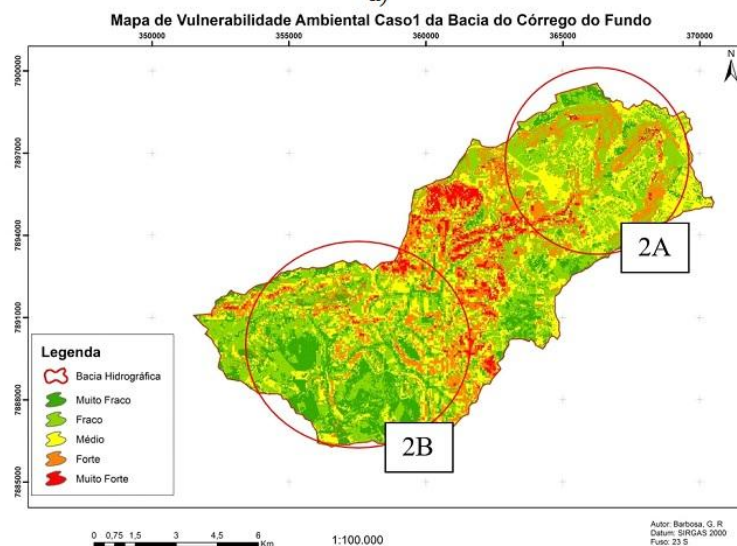 a)
Mapa de Vulnerabilidade Ambiental Caso1 da Bacia do Córrego do Fundo
350000 355000 360000 365000 370000
N
7900000
7897000
7894000
7891000
7888000
7885000
2A
2B
Legenda
Bacia Hidrográfica
Muito Fraco
Fraco
Médio
Forte
Muito Forte
0 0,75 1,5 3 4,5 6
Km
1:100.000
Autor: Barbosa, G. R
Datum: SIRGAS 2000
Fuso: 23 S